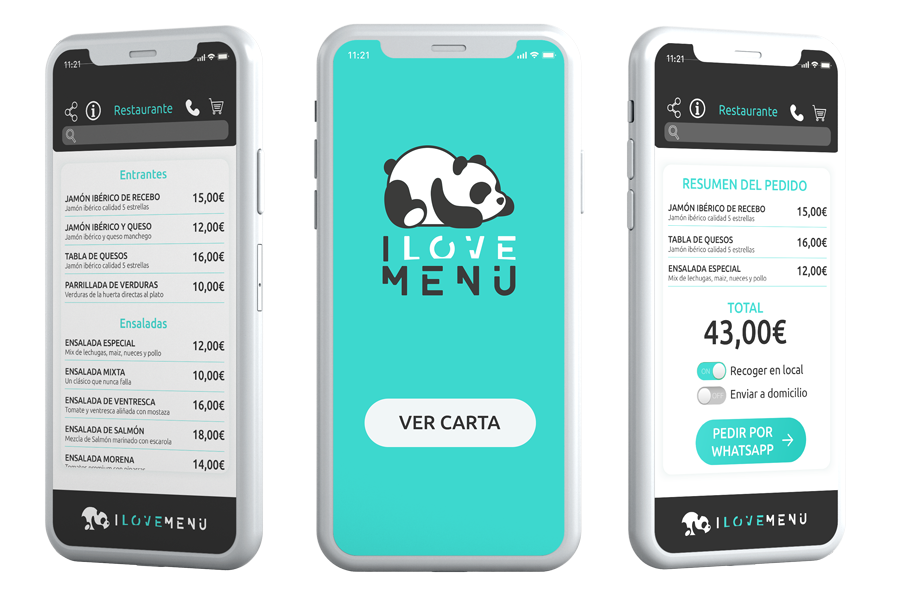 11:21
Restaurante
Entrantes
JAMÓN IBÉRICO DE RECEBO 15,00€
Jamón ibérico calidad 5 estrellas
JAMÓN IBÉRICO Y QUESO 12,00€
Jamón ibérico y queso manchego
TABLA DE QUESOS 16,00€
Jamón ibérico calidad 5 estrellas
PARRILLADA DE VERDURAS 10,00€
Verduras de la huerta directas al plato
Ensaladas
ENSALADA ESPECIAL 12,00€
Mix de lechugas, maiz, nueces y pollo
ENSALADA MIXTA 10,00€
Un clásico que nunca falla
ENSALADA DE VENTRESCA 16,00€
Tomate y ventresca aliñada con mostaza
ENSALADA DE SALMÓN 18,00€
Mezcla de Salmón marinado con escarola
ENSALADA MORENA 14,00€
ILOVEMENÚ
11:21
I LOVE
MENÚ
VER CARTA
11:21
Restaurante
RESUMEN DEL PEDIDO
JAMÓN IBÉRICO DE RECEBO 15,00€
Jamón ibérico calidad 5 estrellas
TABLA DE QUESOS 16,00€
Jamón ibérico calidad 5 estrellas
ENSALADA ESPECIAL 12,00€
Mix de lechugas, maiz, nueces y pollo
TOTAL
43,00€
ON Recoger en local
OFF Enviar a domicilio
PEDIR POR
WHATSAPP
ILOVEMENÚ